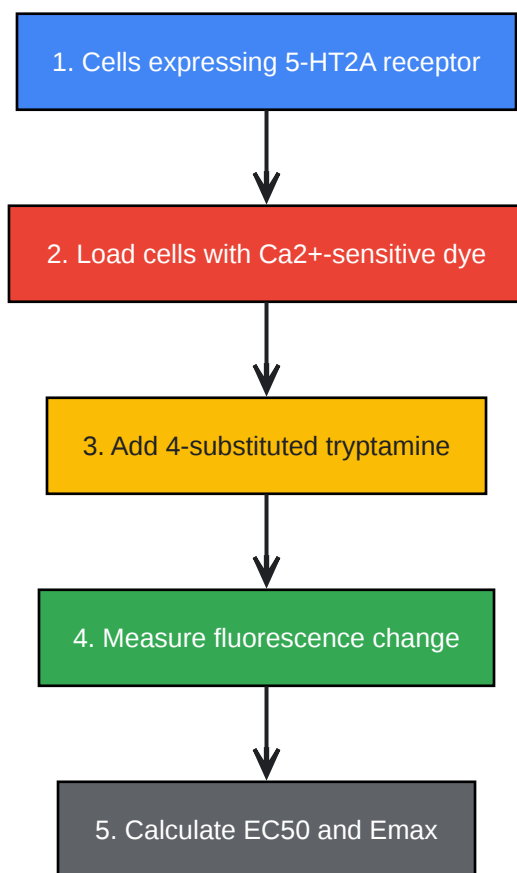 1. Cells expressing 5-HT2A receptor
2. Load cells with Ca2+-sensitive dye
3. Add 4-substituted tryptamine
4. Measure fluorescence change
5. Calculate EC50 and Emax